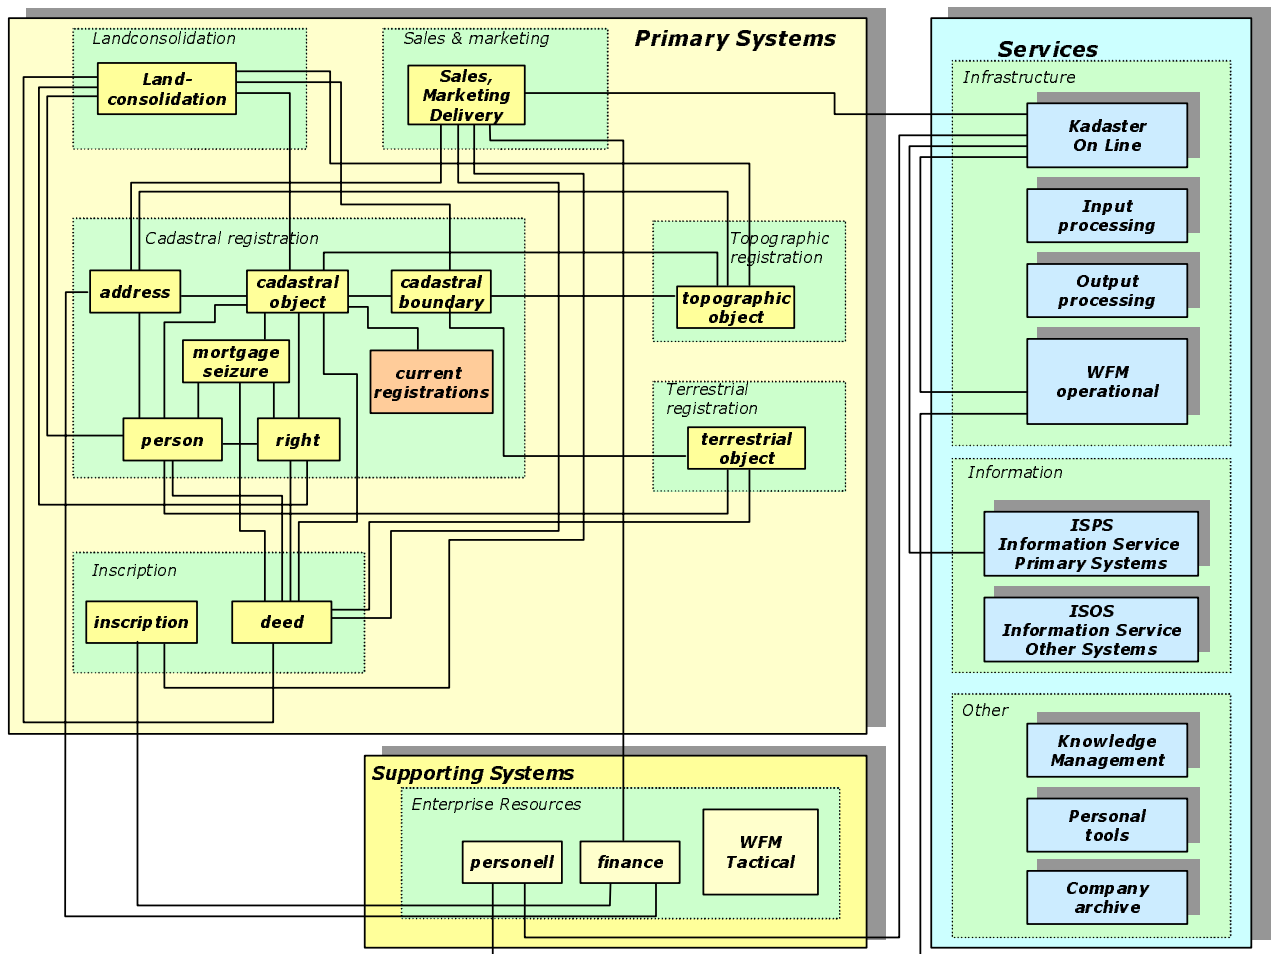 Primary Systems
Landconsolidation
Land-
consolidation
Sales & marketing
Sales,
Marketing
Delivery
Cadastral registration
address
cadastral
object
cadastral
boundary
mortgage
seizure
current
registrations
person
right
Topographic
registration
topographic
object
Terrestrial
registration
terrestrial
object
Inscription
inscription
deed
Supporting Systems
Enterprise Resources
personell
finance
WFM
Tactical
Services
Infrastructure
Kadaster
On Line
Input
processing
Output
processing
WFM
operational
Information
ISPS
Information Service
Primary Systems
ISOS
Information Service
Other Systems
Other
Knowledge
Management
Personal
tools
Company
archive